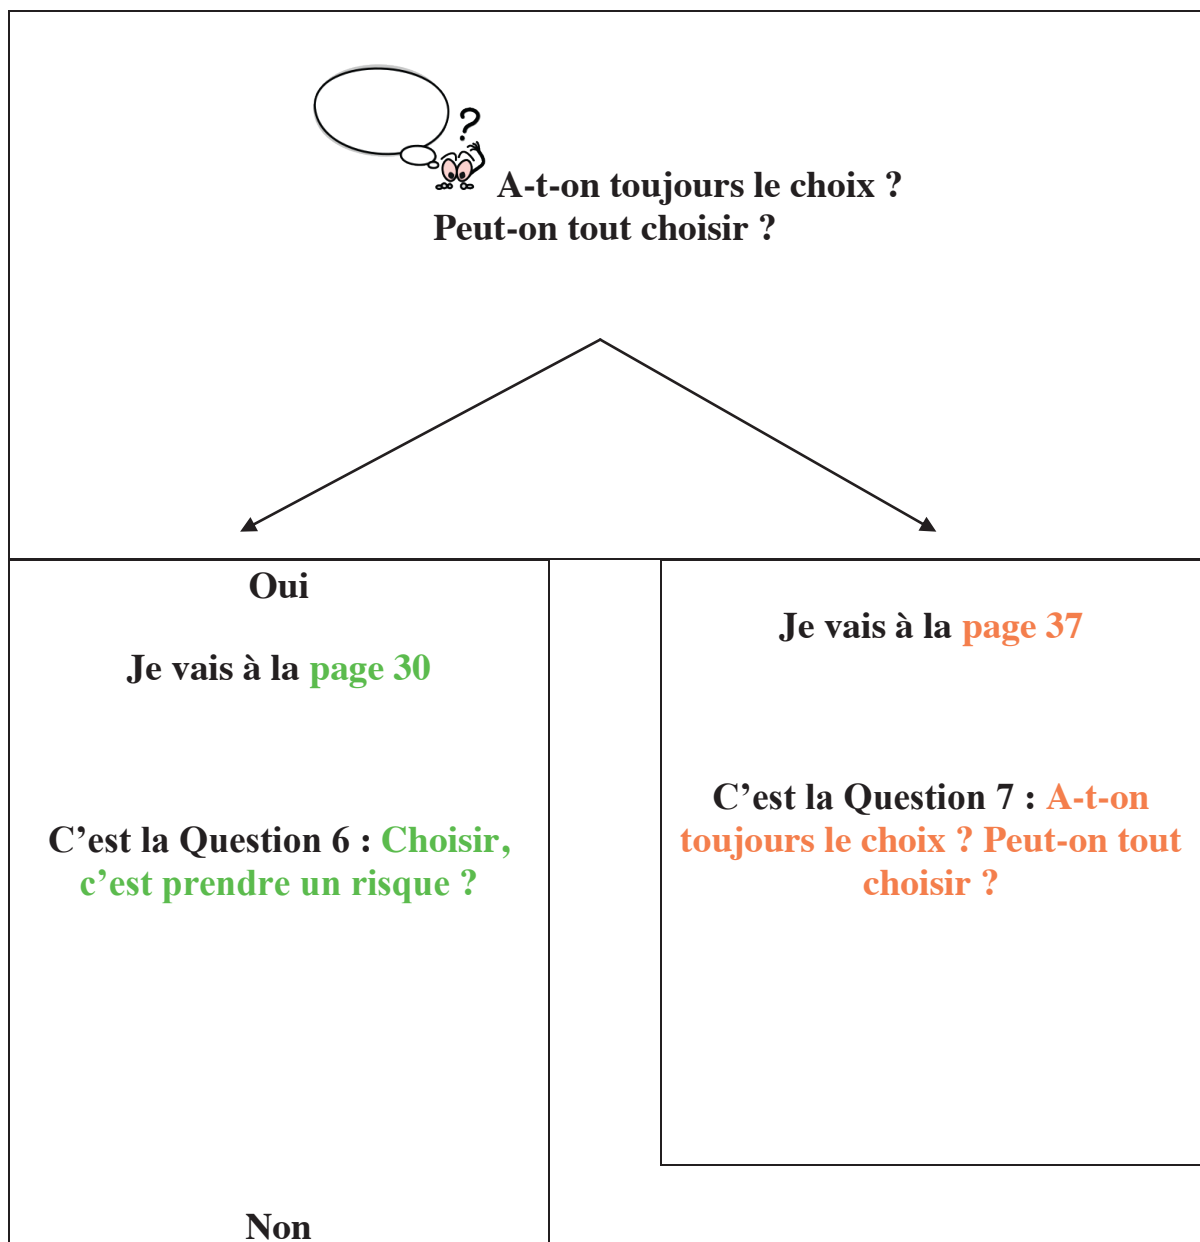 ?
A-t-on toujours le choix ?
Peut-on tout choisir ?
Oui
Je vais à la page 30
C’est la Question 6 : Choisir,
c’est prendre un risque ?
Non
Je vais à la page 37
C’est la Question 7 : A-t-on
toujours le choix ? Peut-on tout
choisir ?